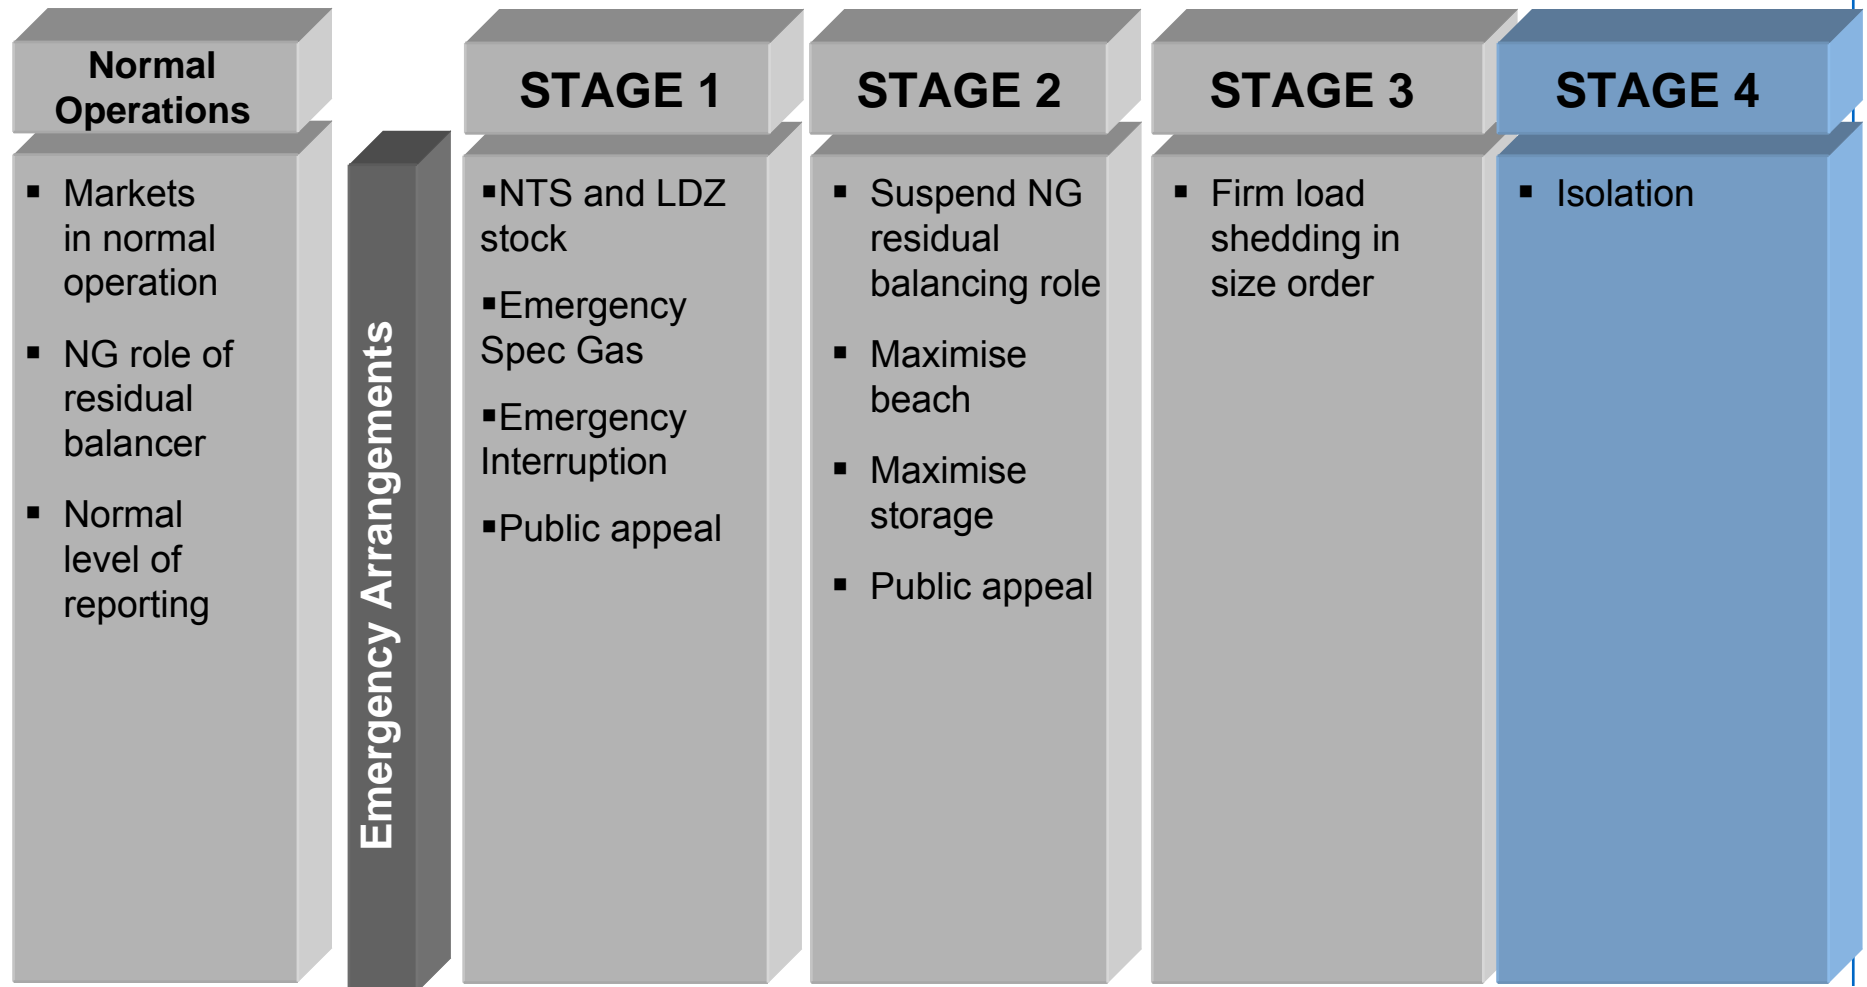 Normal
Operations
▪ Markets
in normal
operation
▪ NG role of
residual
balancer
▪ Normal
level of
reporting
Emergency Arrangements
STAGE 1
▪NTS and LDZ
stock
▪Emergency
Spec Gas
▪Emergency
Interruption
▪Public appeal
STAGE 2
▪ Suspend NG
residual
balancing role
▪ Maximise
beach
▪ Maximise
storage
▪ Public appeal
STAGE 3
▪ Firm load
shedding in
size order
STAGE 4
▪ Isolation